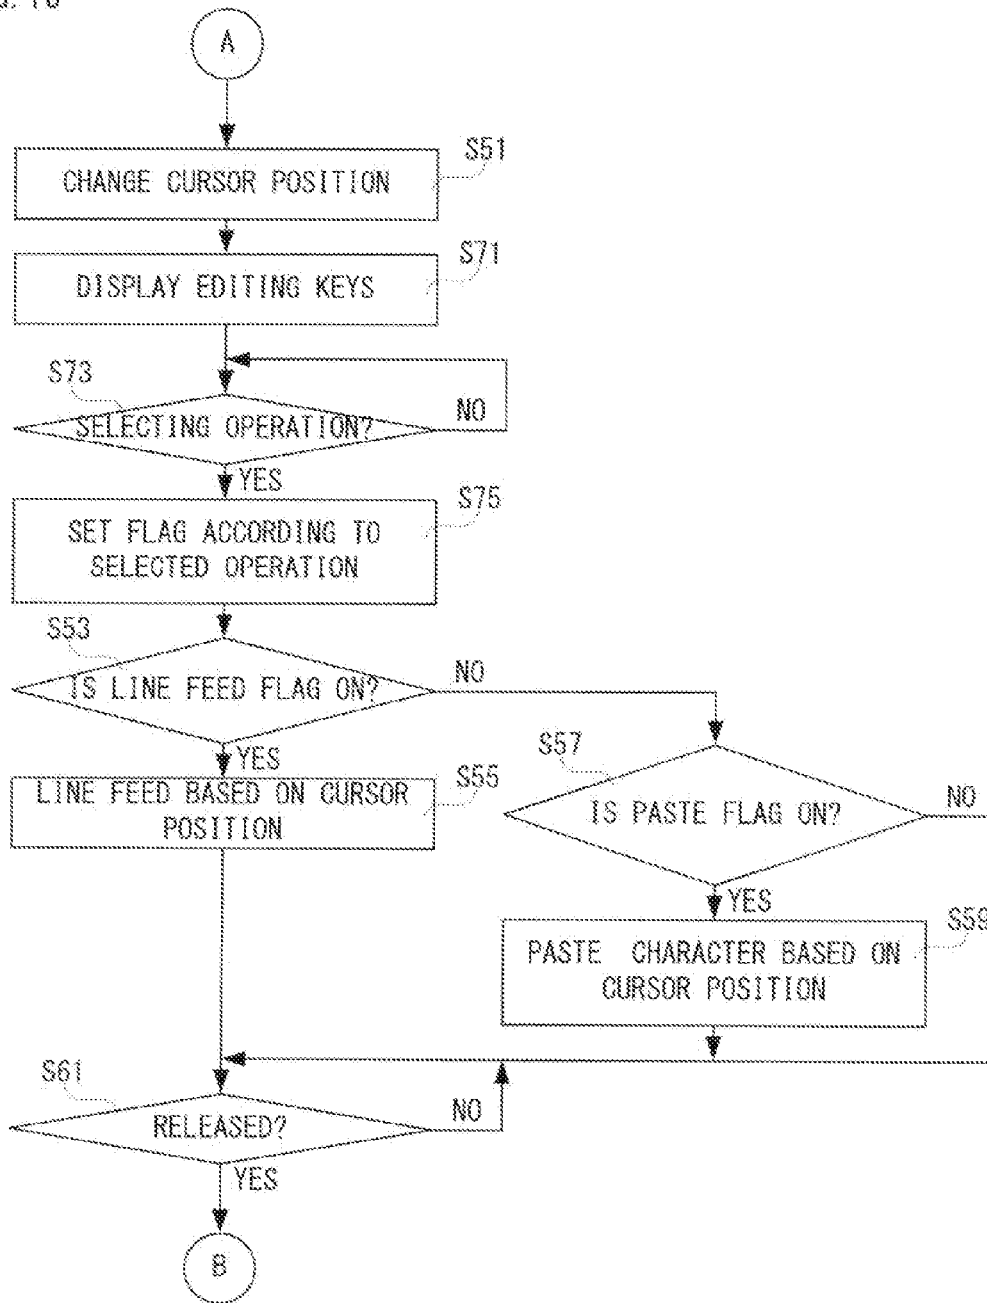 A
S51
CHANGE CURSOR POSITION
S71
DISPLAY EDITING KEYS
S73
SELECTING OPERATION?
NO
YES
S75
SET FLAG ACCORDING TO
SELECTED OPERATION
S53
IS LINE FEED FLAG ON?
NO
YES
S55
LINE FEED BASED ON CURSOR
POSITION
S57
IS PASTE FLAG ON?
NO
YES
S59
PASTE CHARACTER BASED ON
CURSOR POSITION
S61
RELEASED?
NO
YES
B